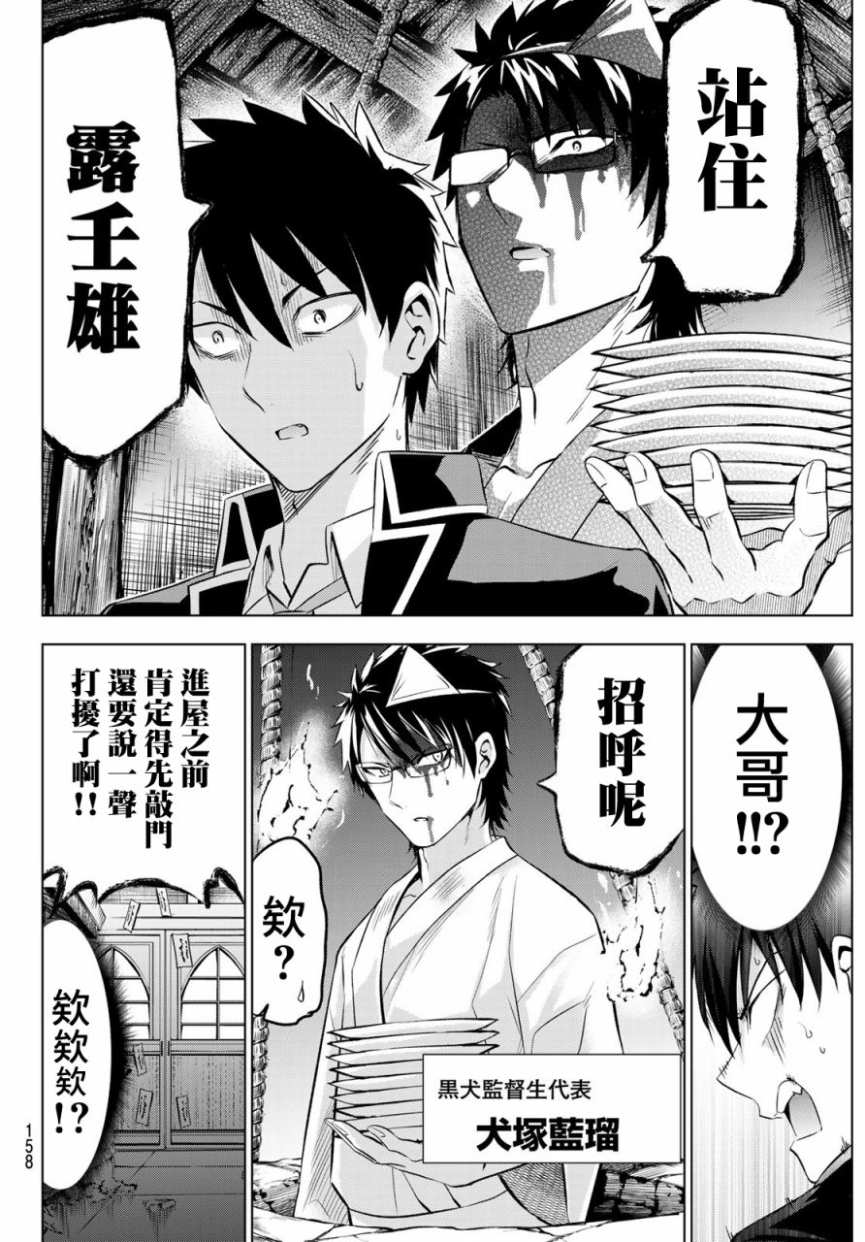 站住
露壬雄
大哥!!?
招呼呢
欸?
黒犬監督生代表
犬塚藍瑠
進屋之前
肯定得先敲門
還要說一聲
打擾了啊!!
欸欸欸!?
158